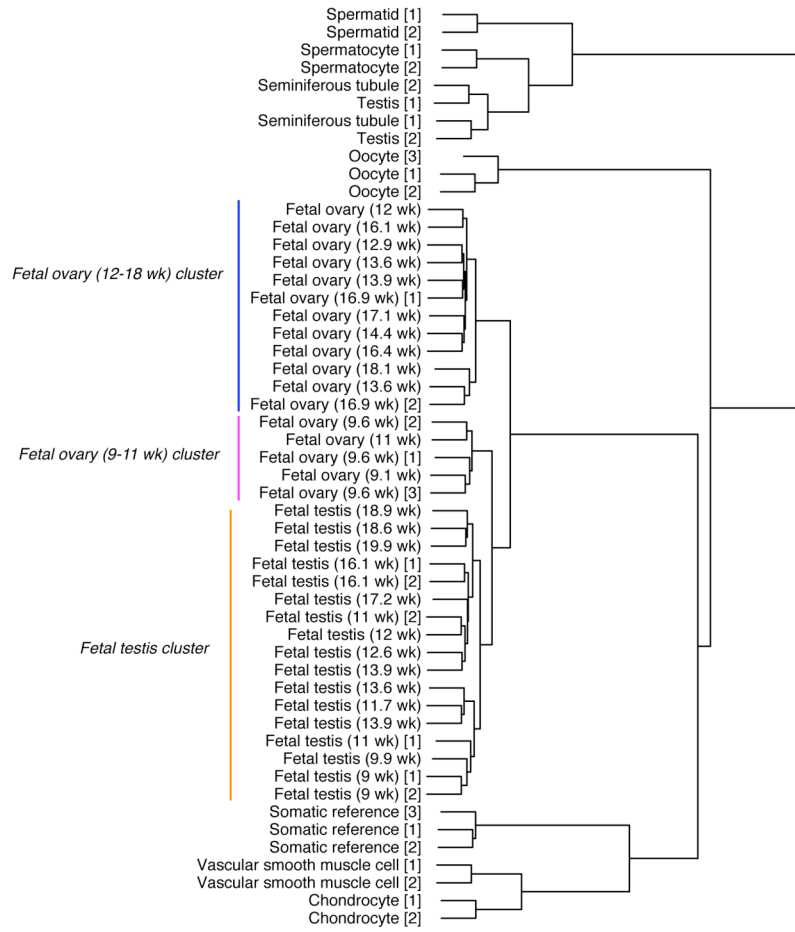 Spermatid [1]
Spermatid [2]
Spermatocyte [1]
Spermatocyte [2]
Seminiferous tubule [2]
Testis [1]
Seminiferous tubule [1]
Testis [2]
Oocyte [3]
Oocyte [1]
Oocyte [2]
Fetal ovary (12 wk)
Fetal ovary (16.1 wk)
Fetal ovary (12.9 wk)
Fetal ovary (13.6 wk)
Fetal ovary (12-18 wk) cluster
Fetal ovary (13.9 wk)
Fetal ovary (16.9 wk) [1]
Fetal ovary (17.1 wk)
Fetal ovary (14.4 wk)
Fetal ovary (16.4 wk)
Fetal ovary (18.1 wk)
Fetal ovary (13.6 wk)
Fetal ovary (16.9 wk) [2]
Fetal ovary (9.6 wk) [2]
Fetal ovary (11 wk)
Fetal ovary (9-11 wk) cluster
Fetal ovary (9.6 wk) [1]
Fetal ovary (9.1 wk)
Fetal ovary (9.6 wk) [3]
Fetal testis (18.9 wk)
Fetal testis (18.6 wk)
Fetal testis (19.9 wk)
Fetal testis (16.1 wk) [1]
Fetal testis (16.1 wk) [2]
Fetal testis (17.2 wk)
Fetal testis (11 wk) [2]
Fetal testis (12 wk)
Fetal testis cluster
Fetal testis (12.6 wk)
Fetal testis (13.9 wk)
Fetal testis (13.6 wk)
Fetal testis (11.7 wk)
Fetal testis (13.9 wk)
Fetal testis (11 wk) [1]
Fetal testis (9.9 wk)
Fetal testis (9 wk) [1]
Fetal testis (9 wk) [2]
Somatic reference [3]
Somatic reference [1]
Somatic reference [2]
Vascular smooth muscle cell [1]
Vascular smooth muscle cell [2]
Chondrocyte [1]
Chondrocyte [2]